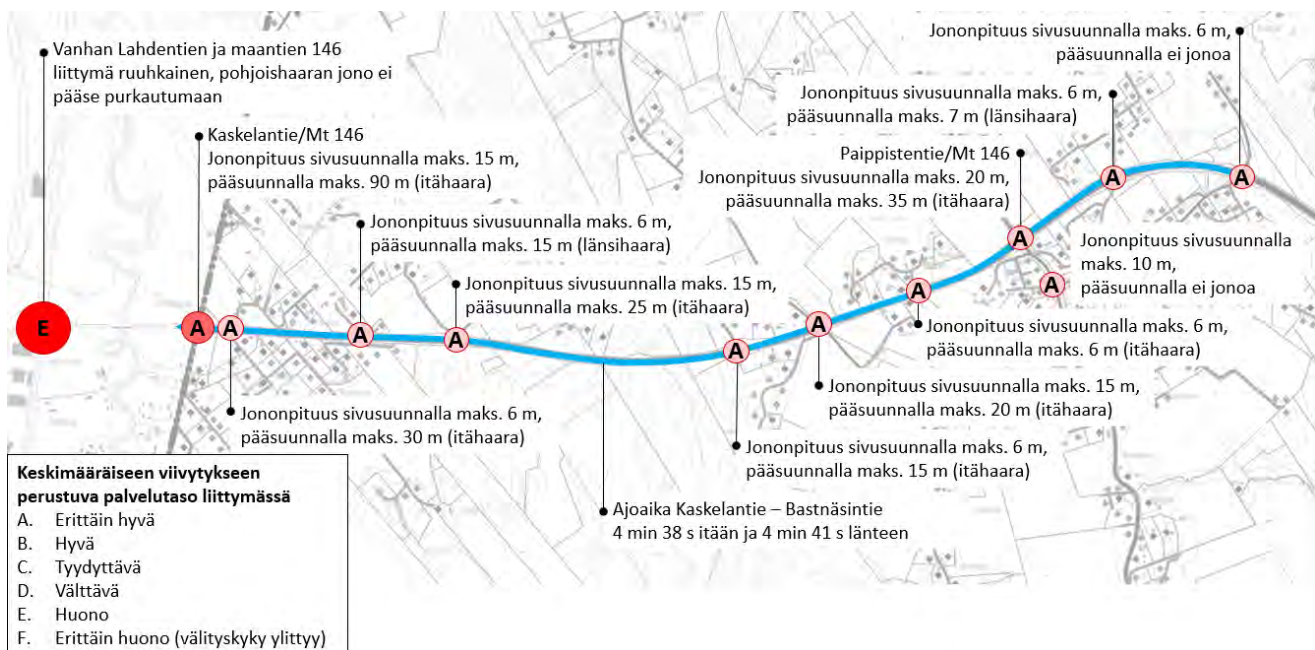 Vanhan Lahdentien ja maantien 146
liittymä ruuhkainen, pohjoishaaran jono ei
pääse purkautumaan
Kaskelantie/Mt 146
Jononpituus sivusuunnalla maks. 15 m,
pääsuunnalla maks. 90 m (itähaara)
Jononpituus sivusuunnalla maks. 6 m,
pääsuunnalla maks. 15 m (länsihaara)
Jononpituus sivusuunnalla maks. 15 m,
pääsuunnalla maks. 25 m (itähaara)
Jononpituus sivusuunnalla maks. 6 m,
pääsuunnalla ei jonoa
Jononpituus sivusuunnalla maks. 6 m,
pääsuunnalla maks. 7 m (länsihaara)
Paippistentie/Mt 146
Jononpituus sivusuunnalla maks. 20 m,
pääsuunnalla maks. 35 m (itähaara)
Jononpituus sivusuunnalla
maks. 10 m,
pääsuunnalla ei jonoa
E
A
A
A
A
A
A
A
A
A
A
A
Jononpituus sivusuunnalla maks. 6 m,
pääsuunnalla maks. 6 m (itähaara)
Jononpituus sivusuunnalla maks. 15 m,
pääsuunnalla maks. 20 m (itähaara)
Jononpituus sivusuunnalla maks. 6 m,
pääsuunnalla maks. 15 m (itähaara)
Jononpituus sivusuunnalla maks. 6 m,
pääsuunnalla maks. 30 m (itähaara)
Ajoaika Kaskelantie – Bastnäsintie
4 min 38 s itään ja 4 min 41 s länteen
Keskimääräiseen viivytykseen
perustuva palvelutaso liittymässä
A. Erittäin hyvä
B. Hyvä
C. Tyydyttävä
D. Välttävä
E. Huono
F. Erittäin huono (välityskyky ylittyy)